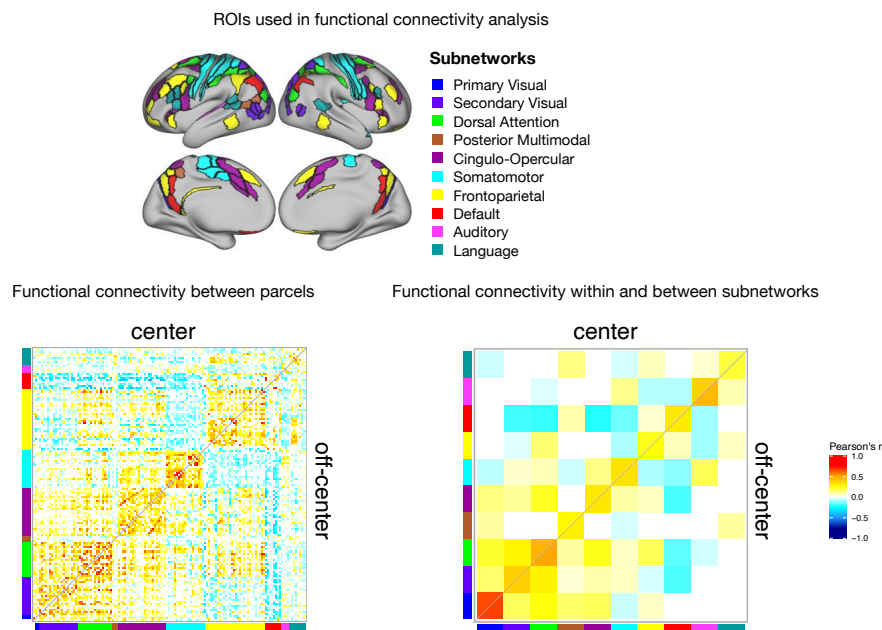 ROIs used in functional connectivity analysis
Subnetworks
Primary Visual
Secondary Visual
Dorsal Attention
Posterior Multimodal
Cingulo-Opercular
Somatomotor
Frontoparietal
Default
Auditory
Language
Functional connectivity between parcels
Functional connectivity within and between subnetworks
center
center
off-center
off-center
Pearson's r
1.0
0.5
0.0
−0.5
−1.0